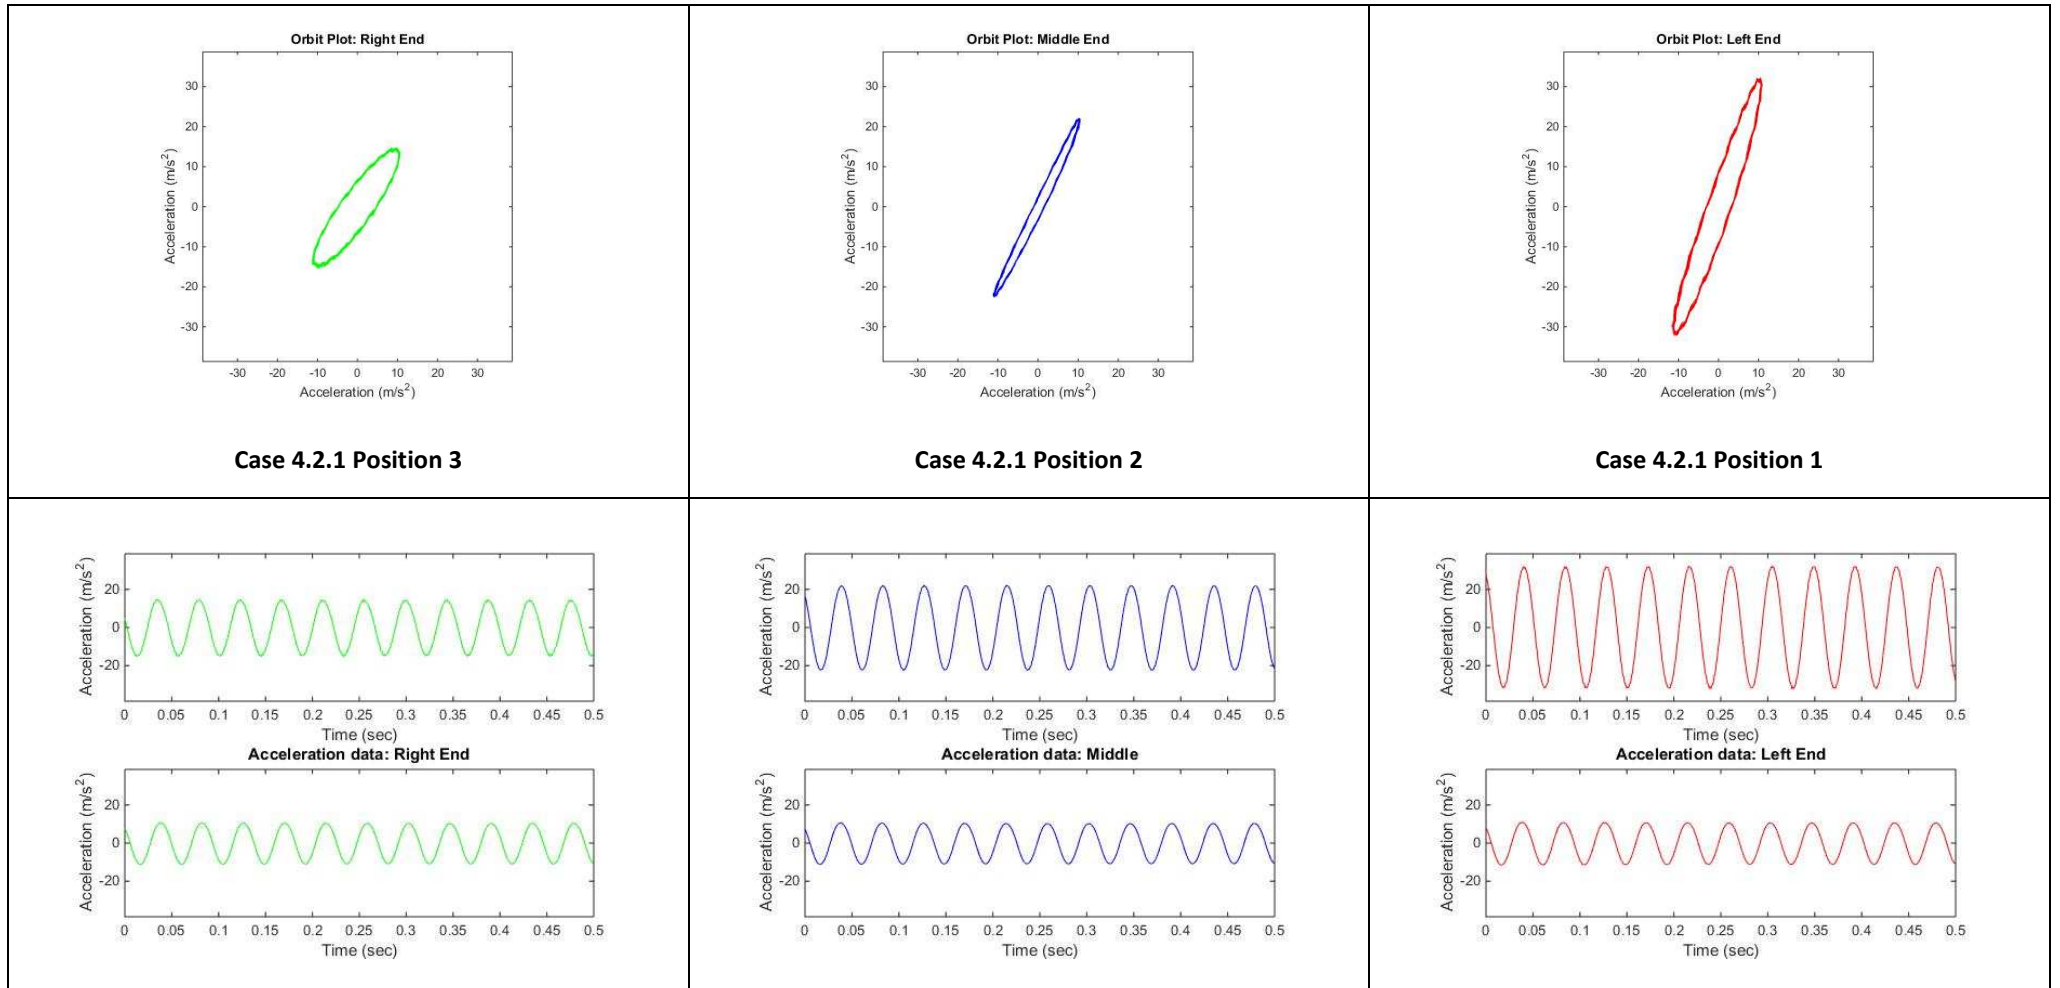 Orbit Plot: Right End
Acceleration (m/s²)
30
20
10
0
-10
-20
-30
-30 -20 -10 0 10 20 30
Acceleration (m/s²)
Case 4.2.1 Position 3
Orbit Plot: Middle End
Acceleration (m/s²)
30
20
10
0
-10
-20
-30
-30 -20 -10 0 10 20 30
Acceleration (m/s²)
Case 4.2.1 Position 2
Orbit Plot: Left End
Acceleration (m/s²)
30
20
10
0
-10
-20
-30
-30 -20 -10 0 10 20 30
Acceleration (m/s²)
Case 4.2.1 Position 1
Acceleration (m/s²)
20
0
-20
0 0.05 0.1 0.15 0.2 0.25 0.3 0.35 0.4 0.45 0.5
Time (sec)
Acceleration data: Right End
Acceleration (m/s²)
20
0
-20
0 0.05 0.1 0.15 0.2 0.25 0.3 0.35 0.4 0.45 0.5
Time (sec)
Acceleration (m/s²)
20
0
-20
0 0.05 0.1 0.15 0.2 0.25 0.3 0.35 0.4 0.45 0.5
Time (sec)
Acceleration data: Middle
Acceleration (m/s²)
20
0
-20
0 0.05 0.1 0.15 0.2 0.25 0.3 0.35 0.4 0.45 0.5
Time (sec)
Acceleration (m/s²)
20
0
-20
0 0.05 0.1 0.15 0.2 0.25 0.3 0.35 0.4 0.45 0.5
Time (sec)
Acceleration data: Left End
Acceleration (m/s²)
20
0
-20
0 0.05 0.1 0.15 0.2 0.25 0.3 0.35 0.4 0.45 0.5
Time (sec)